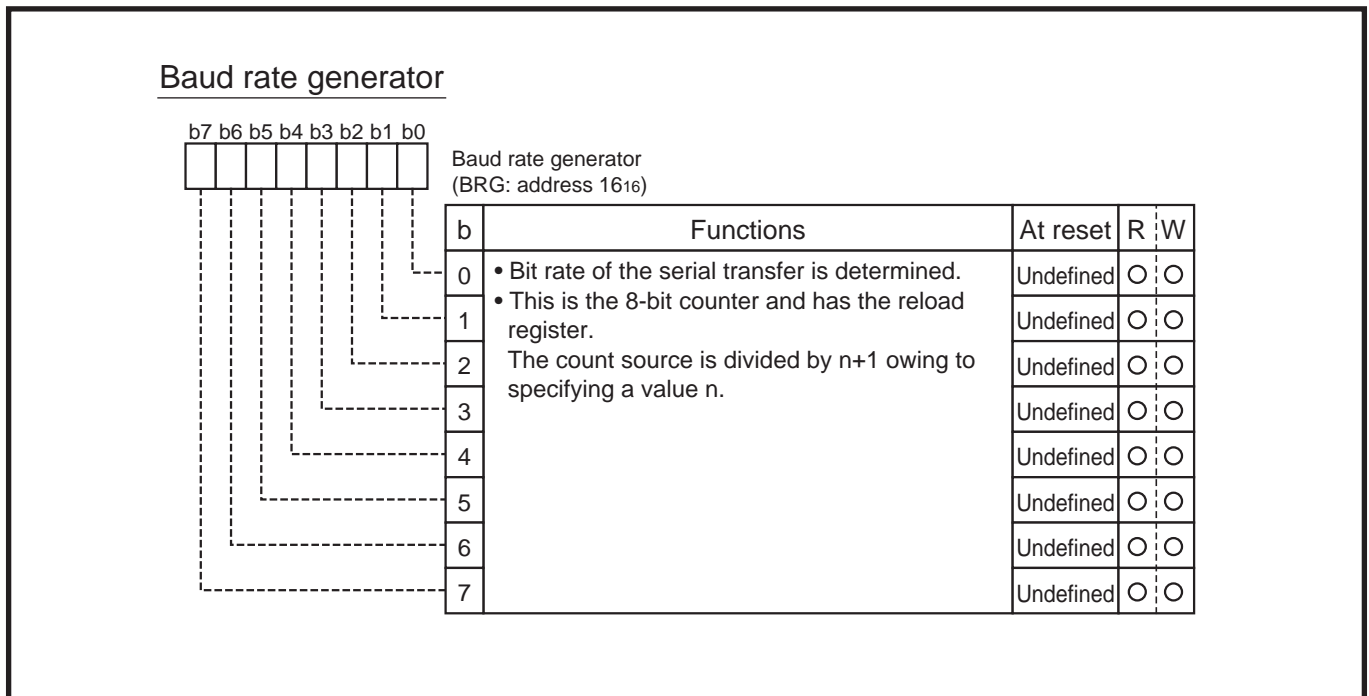 Baud rate generator
b7 b6 b5 b4 b3 b2 b1 b0
Baud rate generator
(BRG: address 16₁₆)
b Functions At reset R W
0 • Bit rate of the serial transfer is determined. Undefined ○ ○
• This is the 8-bit counter and has the reload
1 register. Undefined ○ ○
2 The count source is divided by n+1 owing to Undefined ○ ○
specifying a value n.
3 Undefined ○ ○
4 Undefined ○ ○
5 Undefined ○ ○
6 Undefined ○ ○
7 Undefined ○ ○